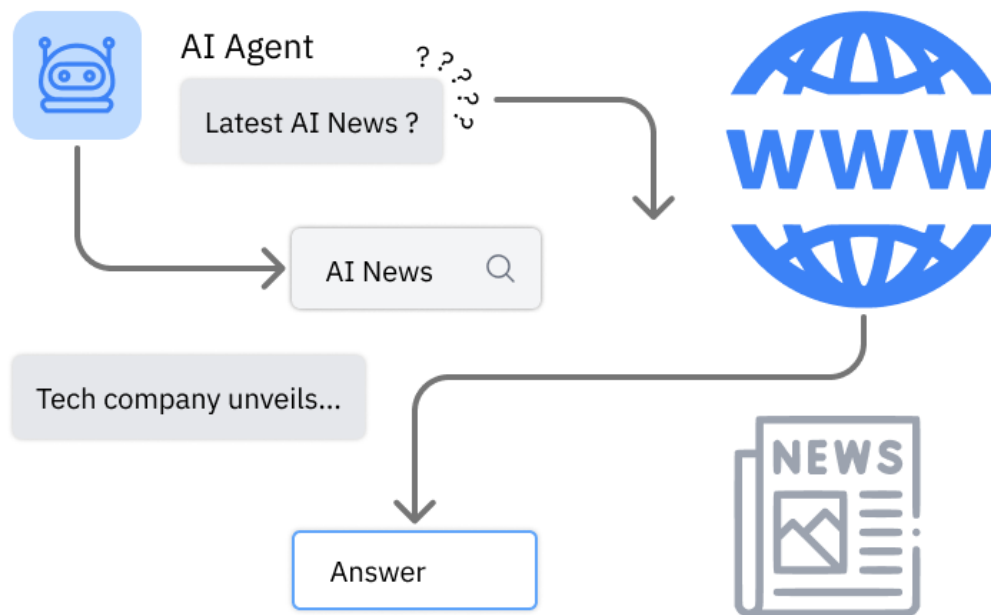 AI Agent
? ? ? ? ?
Latest AI News ?
WWW
AI News
Tech company unveils...
NEWS
Answer